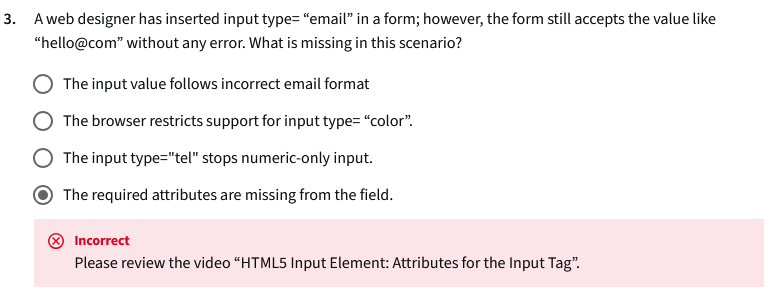 3. A web designer has inserted input type= “email” in a form; however, the form still accepts the value like
“hello@com” without any error. What is missing in this scenario?
The input value follows incorrect email format
The browser restricts support for input type= “color”.
The input type="tel" stops numeric-only input.
The required attributes are missing from the field.
Incorrect
Please review the video “HTML5 Input Element: Attributes for the Input Tag”.